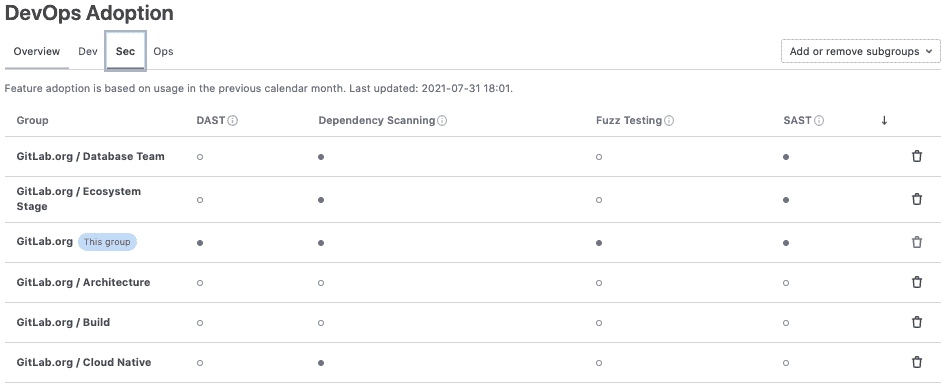 DevOps Adoption
Overview Dev Sec Ops
Add or remove subgroups
Feature adoption is based on usage in the previous calendar month. Last updated: 2021-07-31 18:01.
Group DAST Dependency Scanning Fuzz Testing SAST
GitLab.org / Database Team
GitLab.org / Ecosystem
Stage
GitLab.org This group
GitLab.org / Architecture
GitLab.org / Build
GitLab.org / Cloud Native